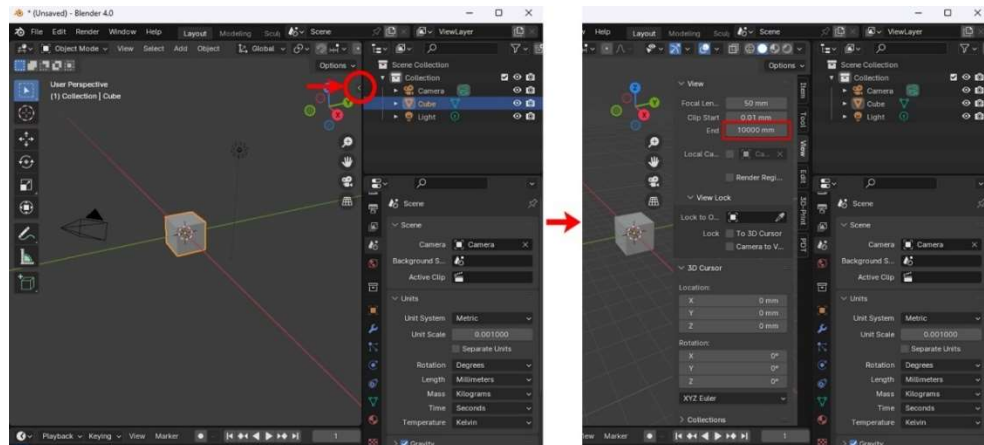 * (Unsaved) - Blender 4.0
File Edit Render Window Help Layout Modeling Scul Scene ViewLayer
Object Mode View Select Add Object Global
Options
User Perspective
(1) Collection | Cube
Scene Collection
Collection
Camera
Cube
Light
Scene
Scene
Camera Camera
Background S...
Active Clip
Units
Unit System Metric
Unit Scale 0.001000
Separate Units
Rotation Degrees
Length Millimeters
Mass Kilograms
Time Seconds
Temperature Kelvin
Gravity
Playback Keying View Marker 1
Help Layout Modeling Scul Scene ViewLayer
Options
View
Focal Len... 50 mm
Clip Start 0.01 mm
End 10000 mm
Local Ca... Ca...
Render Regi...
View Lock
Lock to O...
Lock To 3D Cursor
Camera to V...
3D Cursor
Location:
X 0 mm
Y 0 mm
Z 0 mm
Rotation:
X 0°
Y 0°
Z 0°
XYZ Euler
Collections
Item
Tool
View
Edit
3D-Print
PDT
Scene Collection
Collection
Camera
Cube
Light
Scene
Scene
Camera Camera
Background S...
Active Clip
Units
Unit System Metric
Unit Scale 0.001000
Separate Units
Rotation Degrees
Length Millimeters
Mass Kilograms
Time Seconds
Temperature Kelvin
Gravity
iew Marker 1